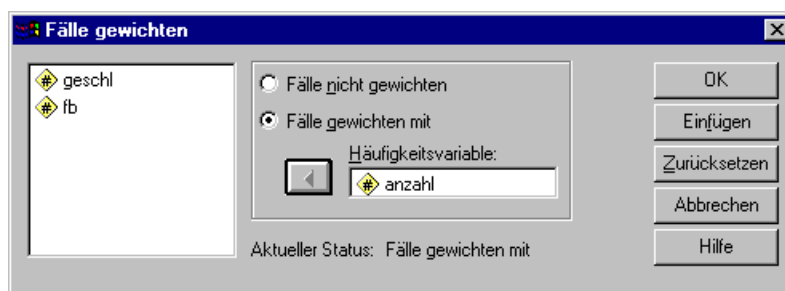 Fälle gewichten
geschl
fb
Fälle nicht gewichten
Fälle gewichten mit
Häufigkeitsvariable:
anzahl
Aktueller Status: Fälle gewichten mit
OK
Einfügen
Zurücksetzen
Abbrechen
Hilfe